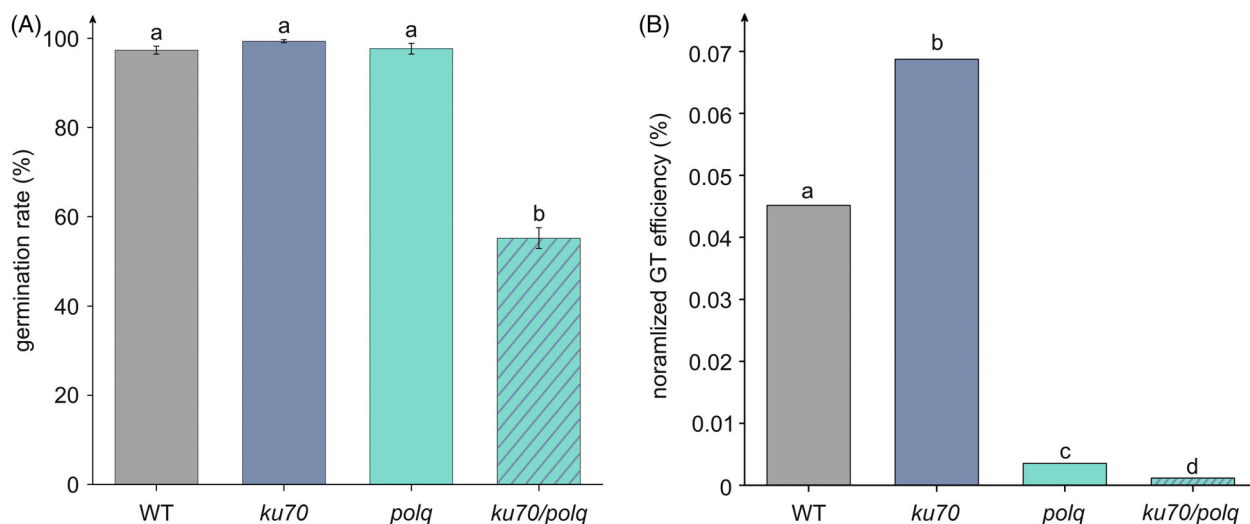 (A)
germination rate (%)
100
80
60
40
20
0
a
a
a
b
WT
ku70
polq
ku70/polq
(B)
noramlized GT efficiency (%)
0.07
0.06
0.05
0.04
0.03
0.02
0.01
0
a
b
c
d
WT
ku70
polq
ku70/polq